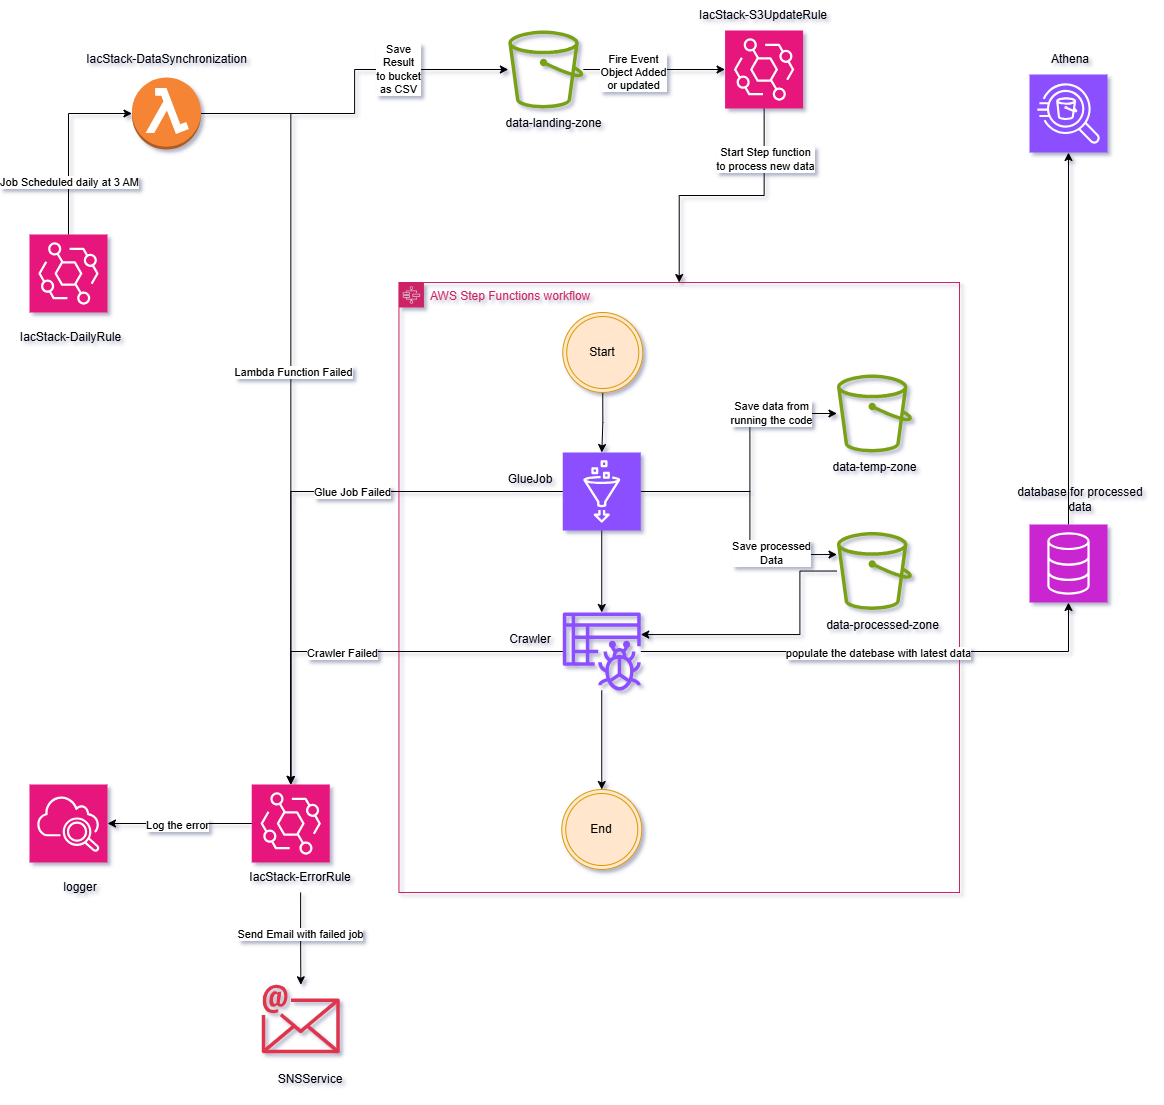 IacStack-S3UpdateRule
IacStack-DataSynchronization
Save
Result
to bucket
as CSV
Fire Event
Object Added
or updated
Athena
data-landing-zone
Start Step function
to process new data
Job Scheduled daily at 3 AM
AWS Step Functions workflow
IacStack-DailyRule
Start
Lambda Function Failed
Save data from
running the code
data-temp-zone
GlueJob
Glue Job Failed
database for processed
data
Save processed
Data
data-processed-zone
Crawler
Crawler Failed
populate the datebase with latest data
End
Log the error
IacStack-ErrorRule
logger
Send Email with failed job
@
SNSService